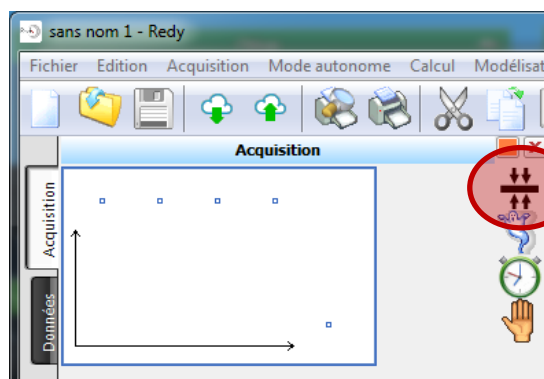 sans nom 1 - Redy
Fichier Edition Acquisition Mode autonome Calcul Modélisat
Acquisition
Acquisition
Données